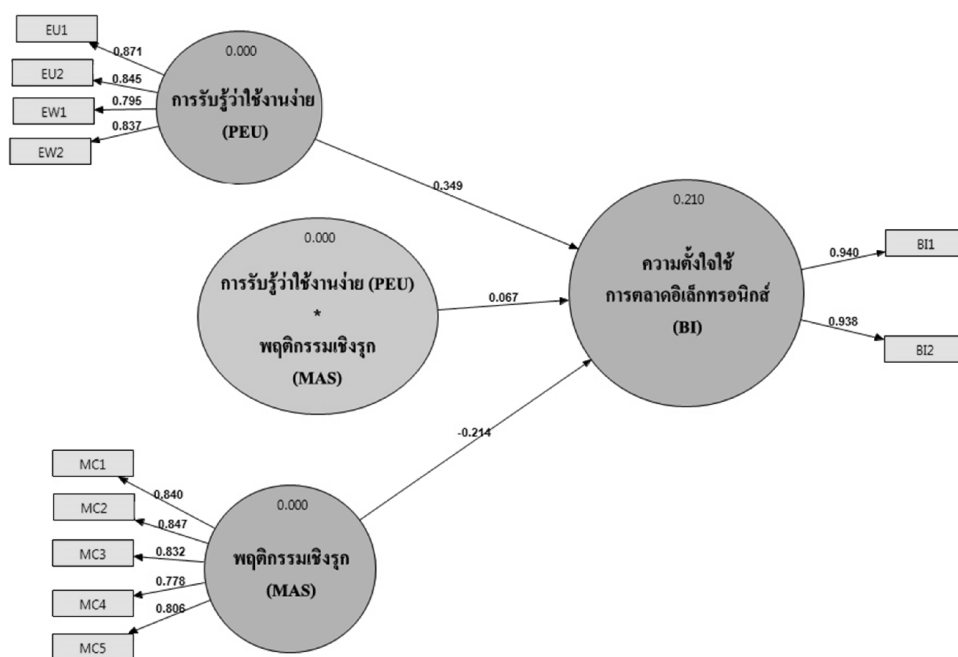 EU1
0.871
EU2
0.845
EW1
0.795
EW2
0.837
0.000
การรับรู้ว่าใช้งานง่าย
(PEU)
0.349
0.000
การรับรู้ว่าใช้งานง่าย (PEU)
*
พฤติกรรมเชิงรุก
(MAS)
0.067
0.210
ความตั้งใจใช้
การตลาดอิเล็กทรอนิกส์
(BI)
0.940
BI1
0.938
BI2
-0.214
MC1
0.840
MC2
0.847
MC3
0.832
MC4
0.778
MC5
0.806
0.000
พฤติกรรมเชิงรุก
(MAS)